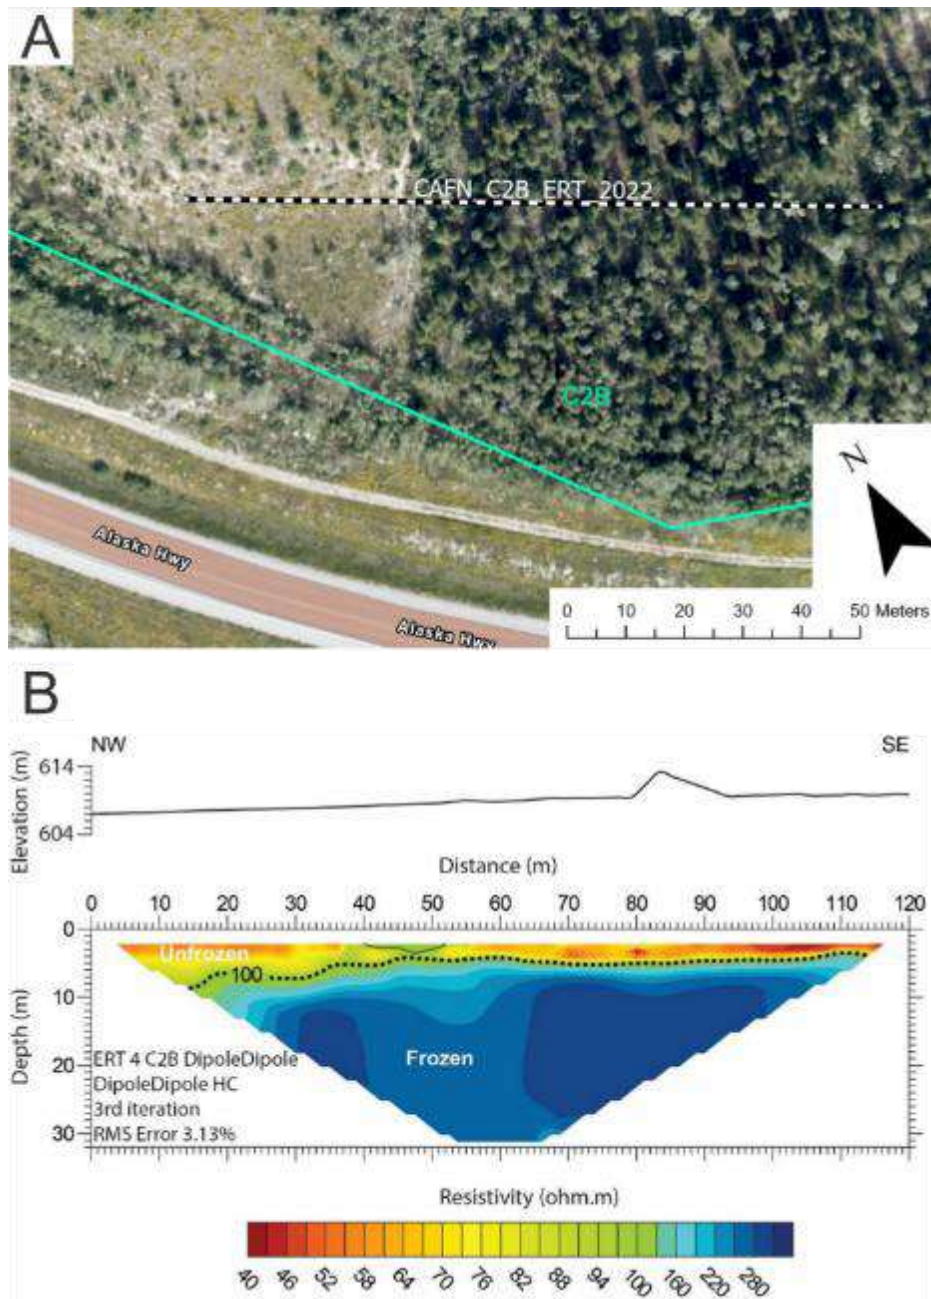 A
CAFN_C2B_ERT_2022
C2B
N
Alaska Hwy
Alaska Hwy
0 10 20 30 40 50 Meters
B
NW SE
614
604
Elevation (m)
Distance (m)
0 10 20 30 40 50 60 70 80 90 100 110 120
0
10
20
30
Depth (m)
Unfrozen
100
Frozen
ERT 4 C2B DipoleDipole
DipoleDipole HC
3rd iteration
RMS Error 3.13%
Resistivity (ohm.m)
40 46 52 58 64 70 76 82 88 94 100 160 220 280